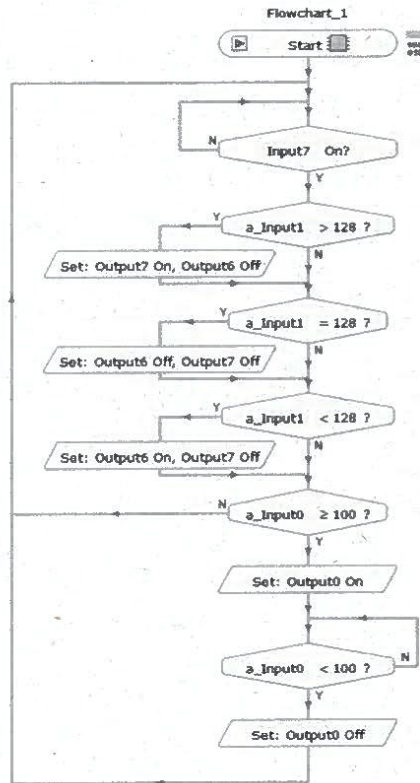 Flowchart_1
Start
Input7 On?
N
Y
a_Input1 > 128 ?
Y
N
Set: Output7 On, Output6 Off
a_Input1 = 128 ?
Y
N
Set: Output6 Off, Output7 Off
a_Input1 < 128 ?
Y
N
Set: Output6 On, Output7 Off
a_Input0 ≥ 100 ?
N
Y
Set: Output0 On
a_Input0 < 100 ?
N
Y
Set: Output0 Off